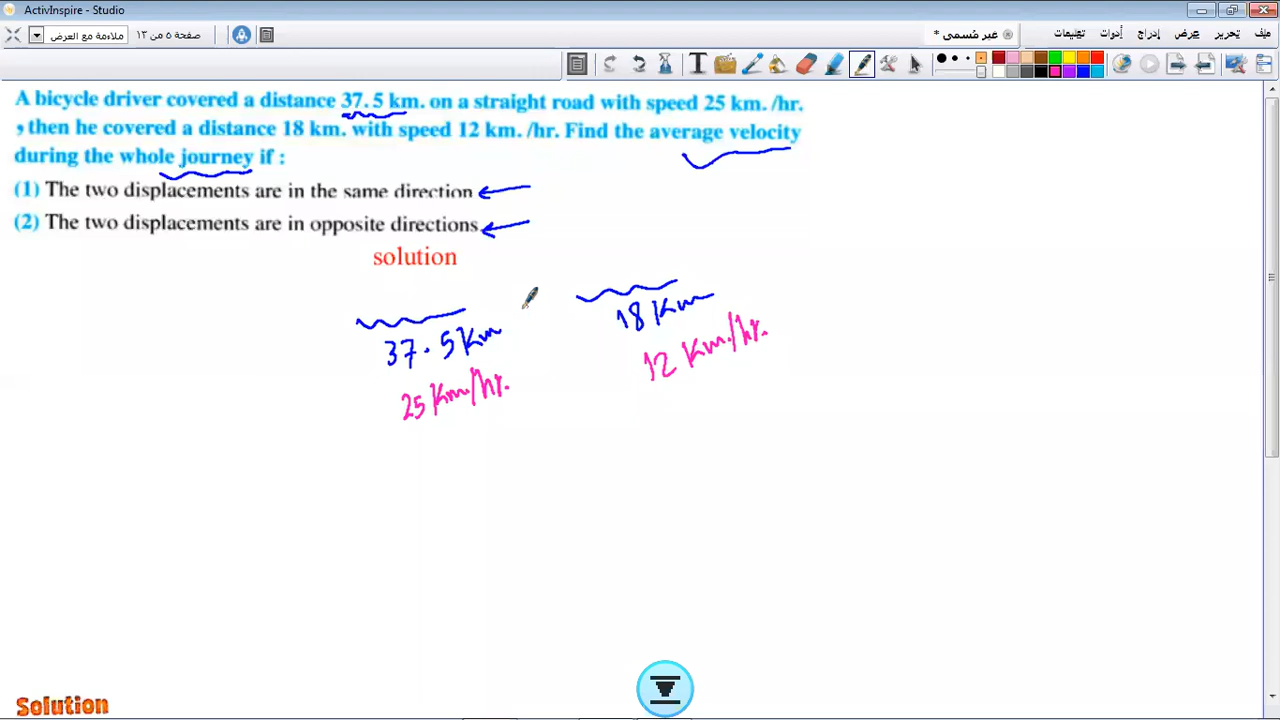 ActivInspire - Studio
ملف تحرير عرض إدراج أدوات تعليمات
غير مُسمى *
صفحة ٥ من ١٣
ملاءمة مع العرض
A bicycle driver covered a distance 37. 5 km. on a straight road with speed 25 km. /hr.
, then he covered a distance 18 km. with speed 12 km. /hr. Find the average velocity
during the whole journey if :
(1) The two displacements are in the same direction
(2) The two displacements are in opposite directions
solution
37.5 Km
18 Km
25 Km/hr.
12 Km./hr.
Solution